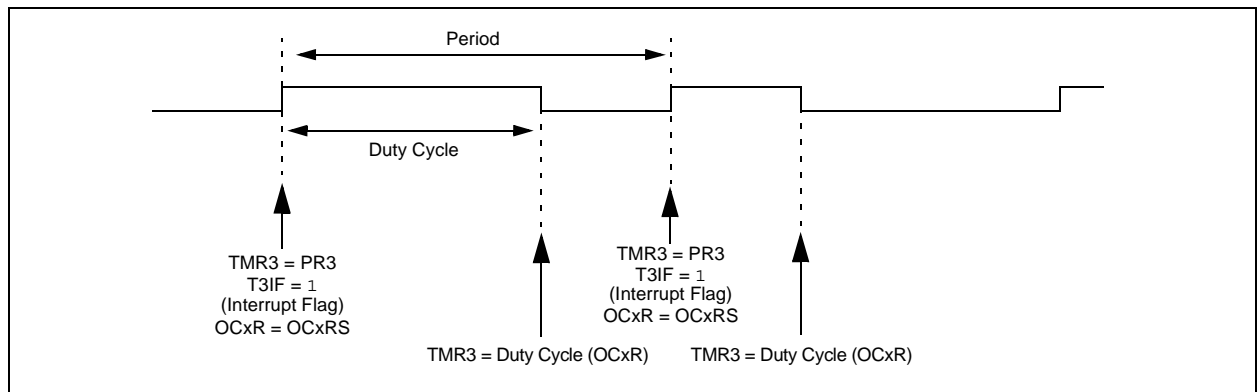 Period
Duty Cycle
TMR3 = PR3
T3IF = 1
(Interrupt Flag)
OCxR = OCxRS
TMR3 = Duty Cycle (OCxR)
TMR3 = PR3
T3IF = 1
(Interrupt Flag)
OCxR = OCxRS
TMR3 = Duty Cycle (OCxR)